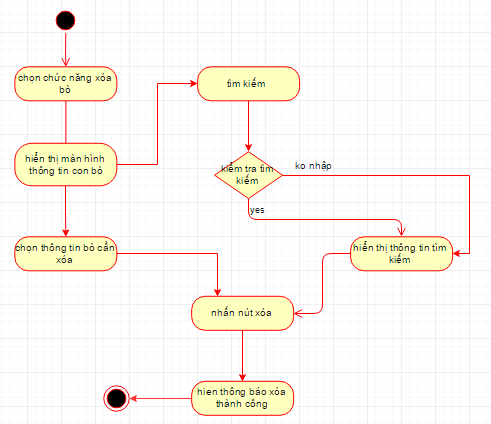 chọn chức năng xóa
bò
tìm kiếm
hiển thị màn hình
thông tin con bò
kiểm tra tìm
kiếm
ko nhập
yes
chọn thông tin bò cần
xóa
hiển thị thông tin tìm
kiếm
nhấn nút xóa
hien thông báo xóa
thành công